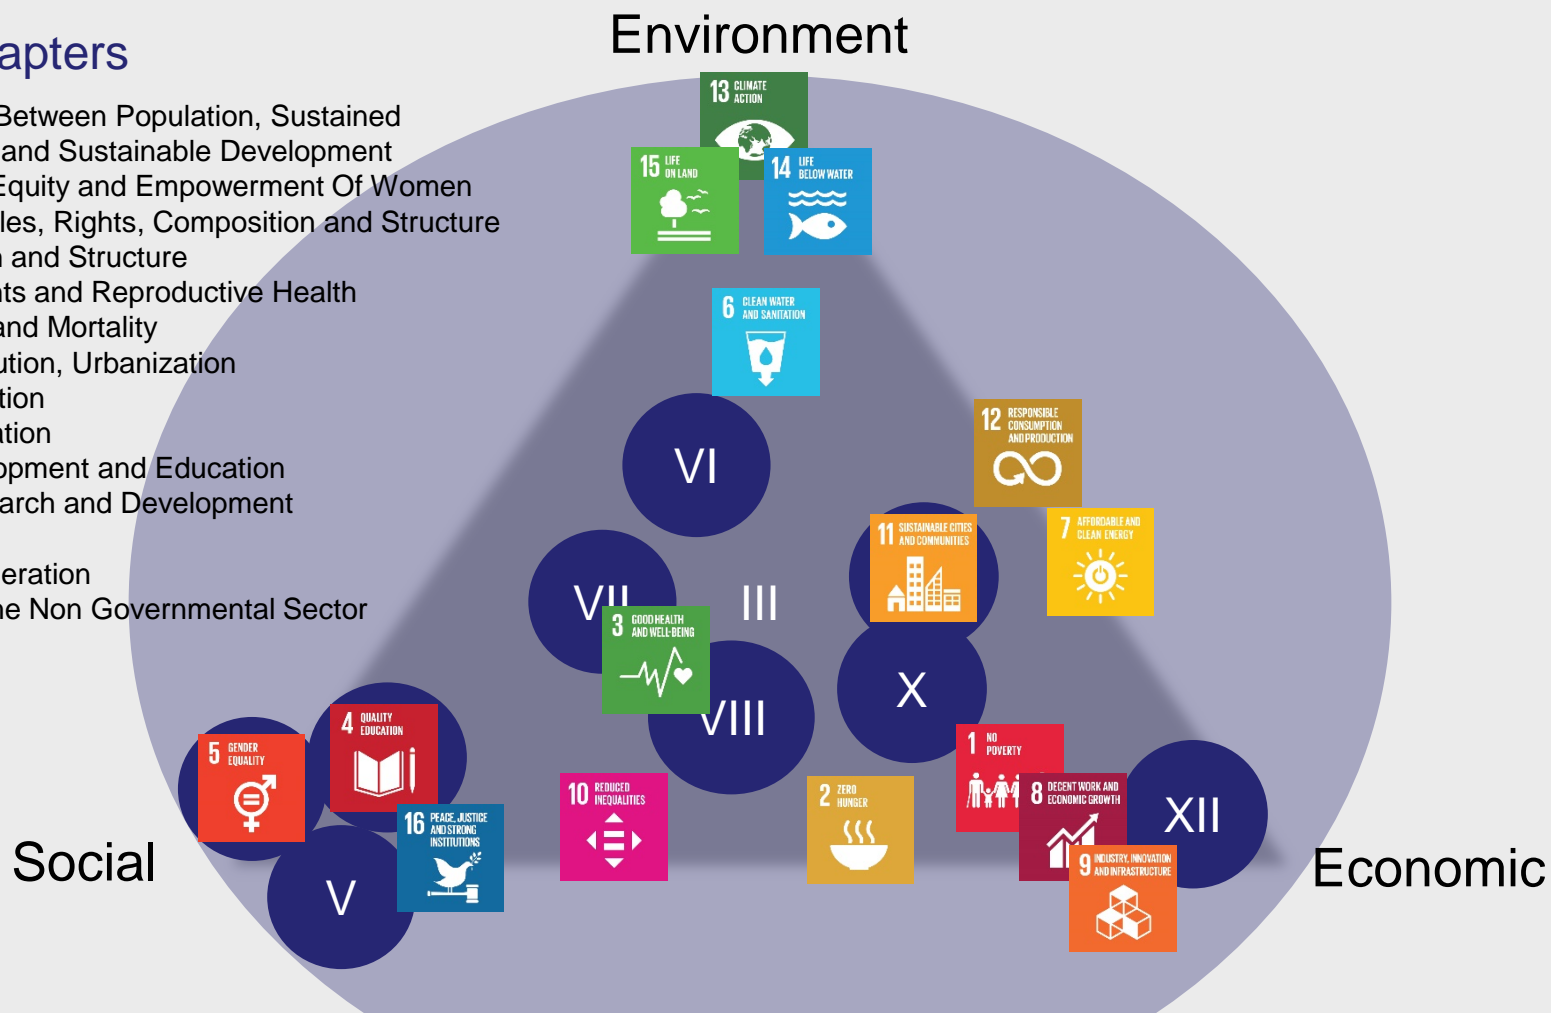 Environment
apters
Between Population, Sustained
and Sustainable Development
Equity and Empowerment Of Women
les, Rights, Composition and Structure
n and Structure
nts and Reproductive Health
and Mortality
ution, Urbanization
tion
ation
opment and Education
arch and Development
eration
he Non Governmental Sector
13 CLIMATE
ACTION
15 LIFE
ON LAND
14 LIFE
BELOW WATER
6 CLEAN WATER
AND SANITATION
12 RESPONSIBLE
CONSUMPTION
AND PRODUCTION
VI
11 SUSTAINABLE CITIES
AND COMMUNITIES
7 AFFORDABLE AND
CLEAN ENERGY
VII
III
3 GOOD HEALTH
AND WELL-BEING
X
VIII
4 QUALITY
EDUCATION
5 GENDER
EQUALITY
1 NO
POVERTY
10 REDUCED
INEQUALITIES
2 ZERO
HUNGER
8 DECENT WORK AND
ECONOMIC GROWTH
XII
16 PEACE, JUSTICE
AND STRONG
INSTITUTIONS
9 INDUSTRY, INNOVATION
AND INFRASTRUCTURE
Social
Economic
V